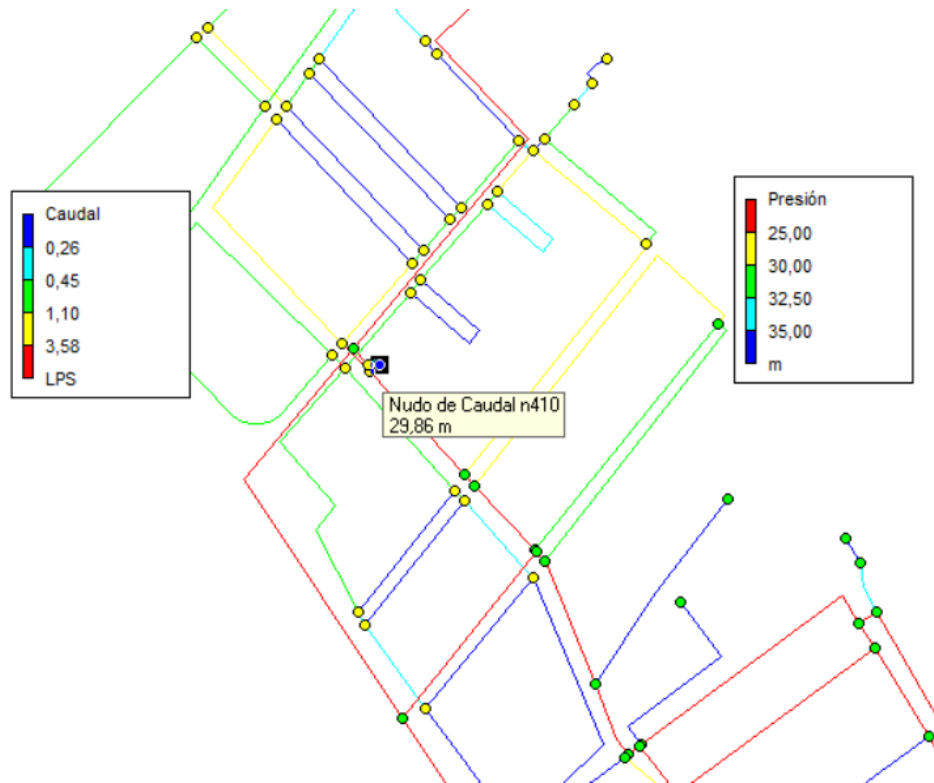 Caudal
0,26
0,45
1,10
3,58
LPS
Presión
25,00
30,00
32,50
35,00
m
Nudo de Caudal n410
29,86 m